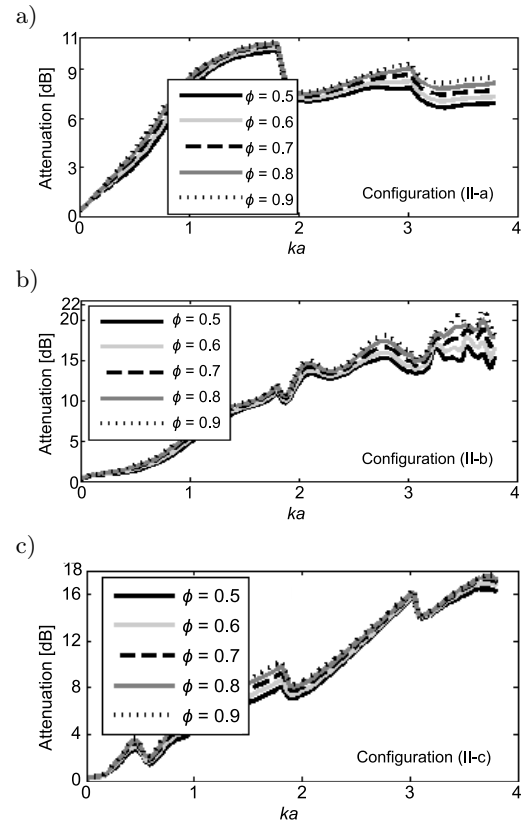 a)
11
9
6
3
0
Attenuation [dB]
ϕ = 0.5
ϕ = 0.6
ϕ = 0.7
ϕ = 0.8
ϕ = 0.9
Configuration (II-a)
0 1 2 3 4
ka
b)
22
20
15
10
5
0
Attenuation [dB]
ϕ = 0.5
ϕ = 0.6
ϕ = 0.7
ϕ = 0.8
ϕ = 0.9
Configuration (II-b)
0 1 2 3 4
ka
c)
18
16
12
8
4
0
Attenuation [dB]
ϕ = 0.5
ϕ = 0.6
ϕ = 0.7
ϕ = 0.8
ϕ = 0.9
Configuration (II-c)
0 1 2 3 4
ka